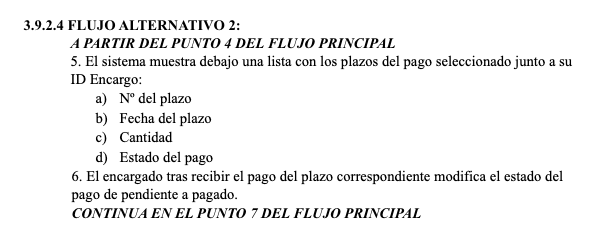 3.9.2.4 FLUJO ALTERNATIVO 2:
A PARTIR DEL PUNTO 4 DEL FLUJO PRINCIPAL
5. El sistema muestra debajo una lista con los plazos del pago seleccionado junto a su
ID Encargo:
a) Nº del plazo
b) Fecha del plazo
c) Cantidad
d) Estado del pago
6. El encargado tras recibir el pago del plazo correspondiente modifica el estado del
pago de pendiente a pagado.
CONTINUA EN EL PUNTO 7 DEL FLUJO PRINCIPAL